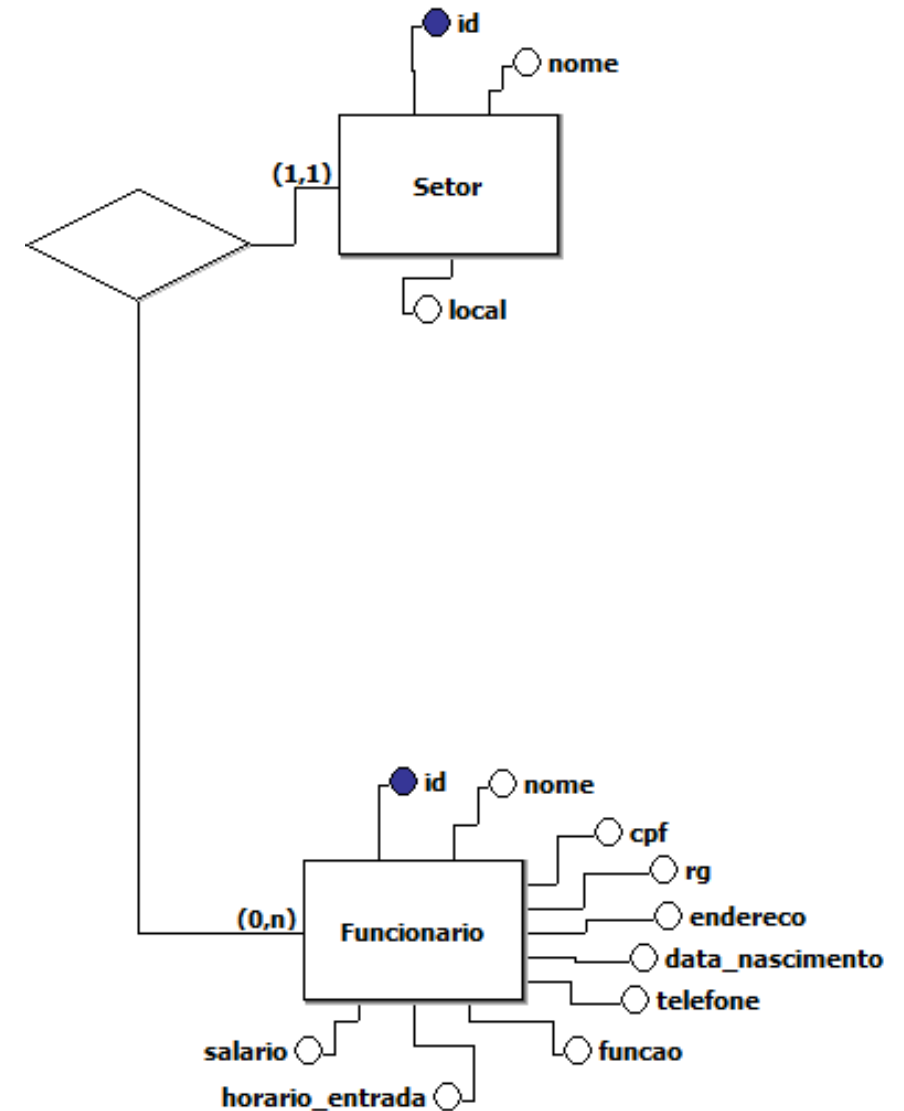 id
nome
(1,1)
Setor
local
id
nome
cpf
rg
(0,n)
Funcionario
endereco
data_nascimento
telefone
salario
funcao
horario_entrada